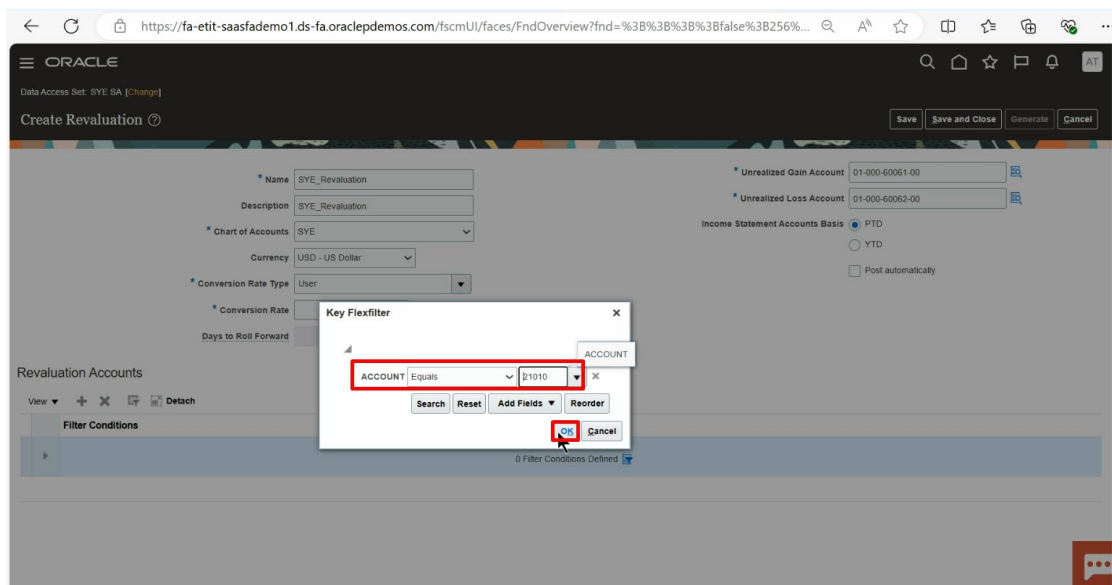 https://fa-etit-saasfademo1.ds-fa.oraclepdemos.com/fscmUI/faces/FndOverview?fnd=%3B%3B%3B%3Bfalse%3B256%...
ORACLE
AT
Data Access Set: SYE SA [Change]
Create Revaluation
Save Save and Close Generate Cancel
* Name SYE_Revaluation
Description SYE_Revaluation
* Chart of Accounts SYE
Currency USD - US Dollar
* Conversion Rate Type User
* Conversion Rate
Days to Roll Forward
* Unrealized Gain Account 01-000-60061-00
* Unrealized Loss Account 01-000-60062-00
Income Statement Accounts Basis PTD
YTD
Post automatically
Key Flexfilter
ACCOUNT
ACCOUNT Equals 21010
Search Reset Add Fields Reorder
OK Cancel
Revaluation Accounts
View Detach
Filter Conditions
0 Filter Conditions Defined